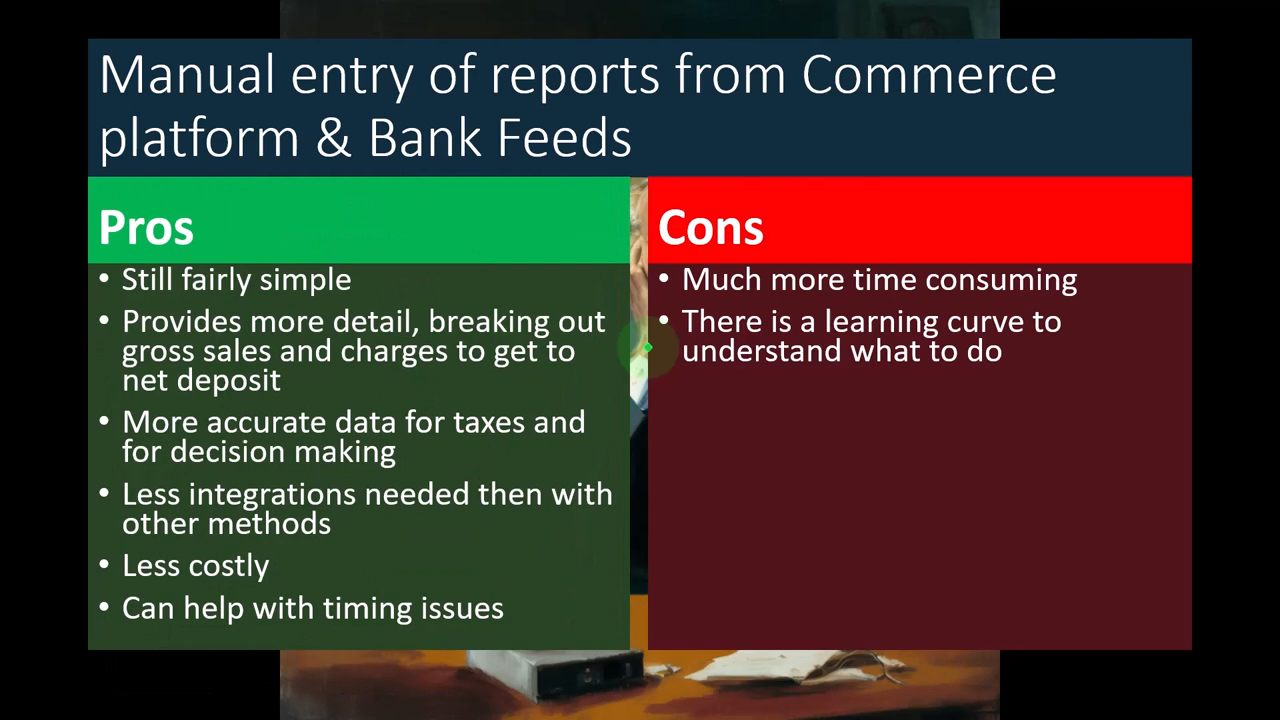 Manual entry of reports from Commerce
platform & Bank Feeds
Pros
• Still fairly simple
• Provides more detail, breaking out
gross sales and charges to get to
net deposit
• More accurate data for taxes and
for decision making
• Less integrations needed then with
other methods
• Less costly
• Can help with timing issues
Cons
• Much more time consuming
• There is a learning curve to
understand what to do